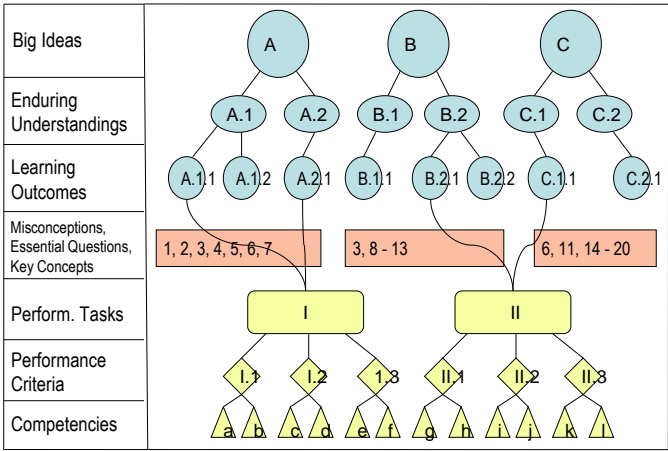 Big Ideas
A
B
C
Enduring
Understandings
A.1
A.2
B.1
B.2
C.1
C.2
Learning
Outcomes
A.1.1
A.1.2
A.2.1
B.1.1
B.2.1
B.2.2
C.1.1
C.2.1
Misconceptions,
Essential Questions,
Key Concepts
1, 2, 3, 4, 5, 6, 7
3, 8 - 13
6, 11, 14 - 20
Perform. Tasks
I
II
Performance
Criteria
I.1
I.2
1.3
II.1
II.2
II.3
Competencies
a
b
c
d
e
f
g
h
i
j
k
l